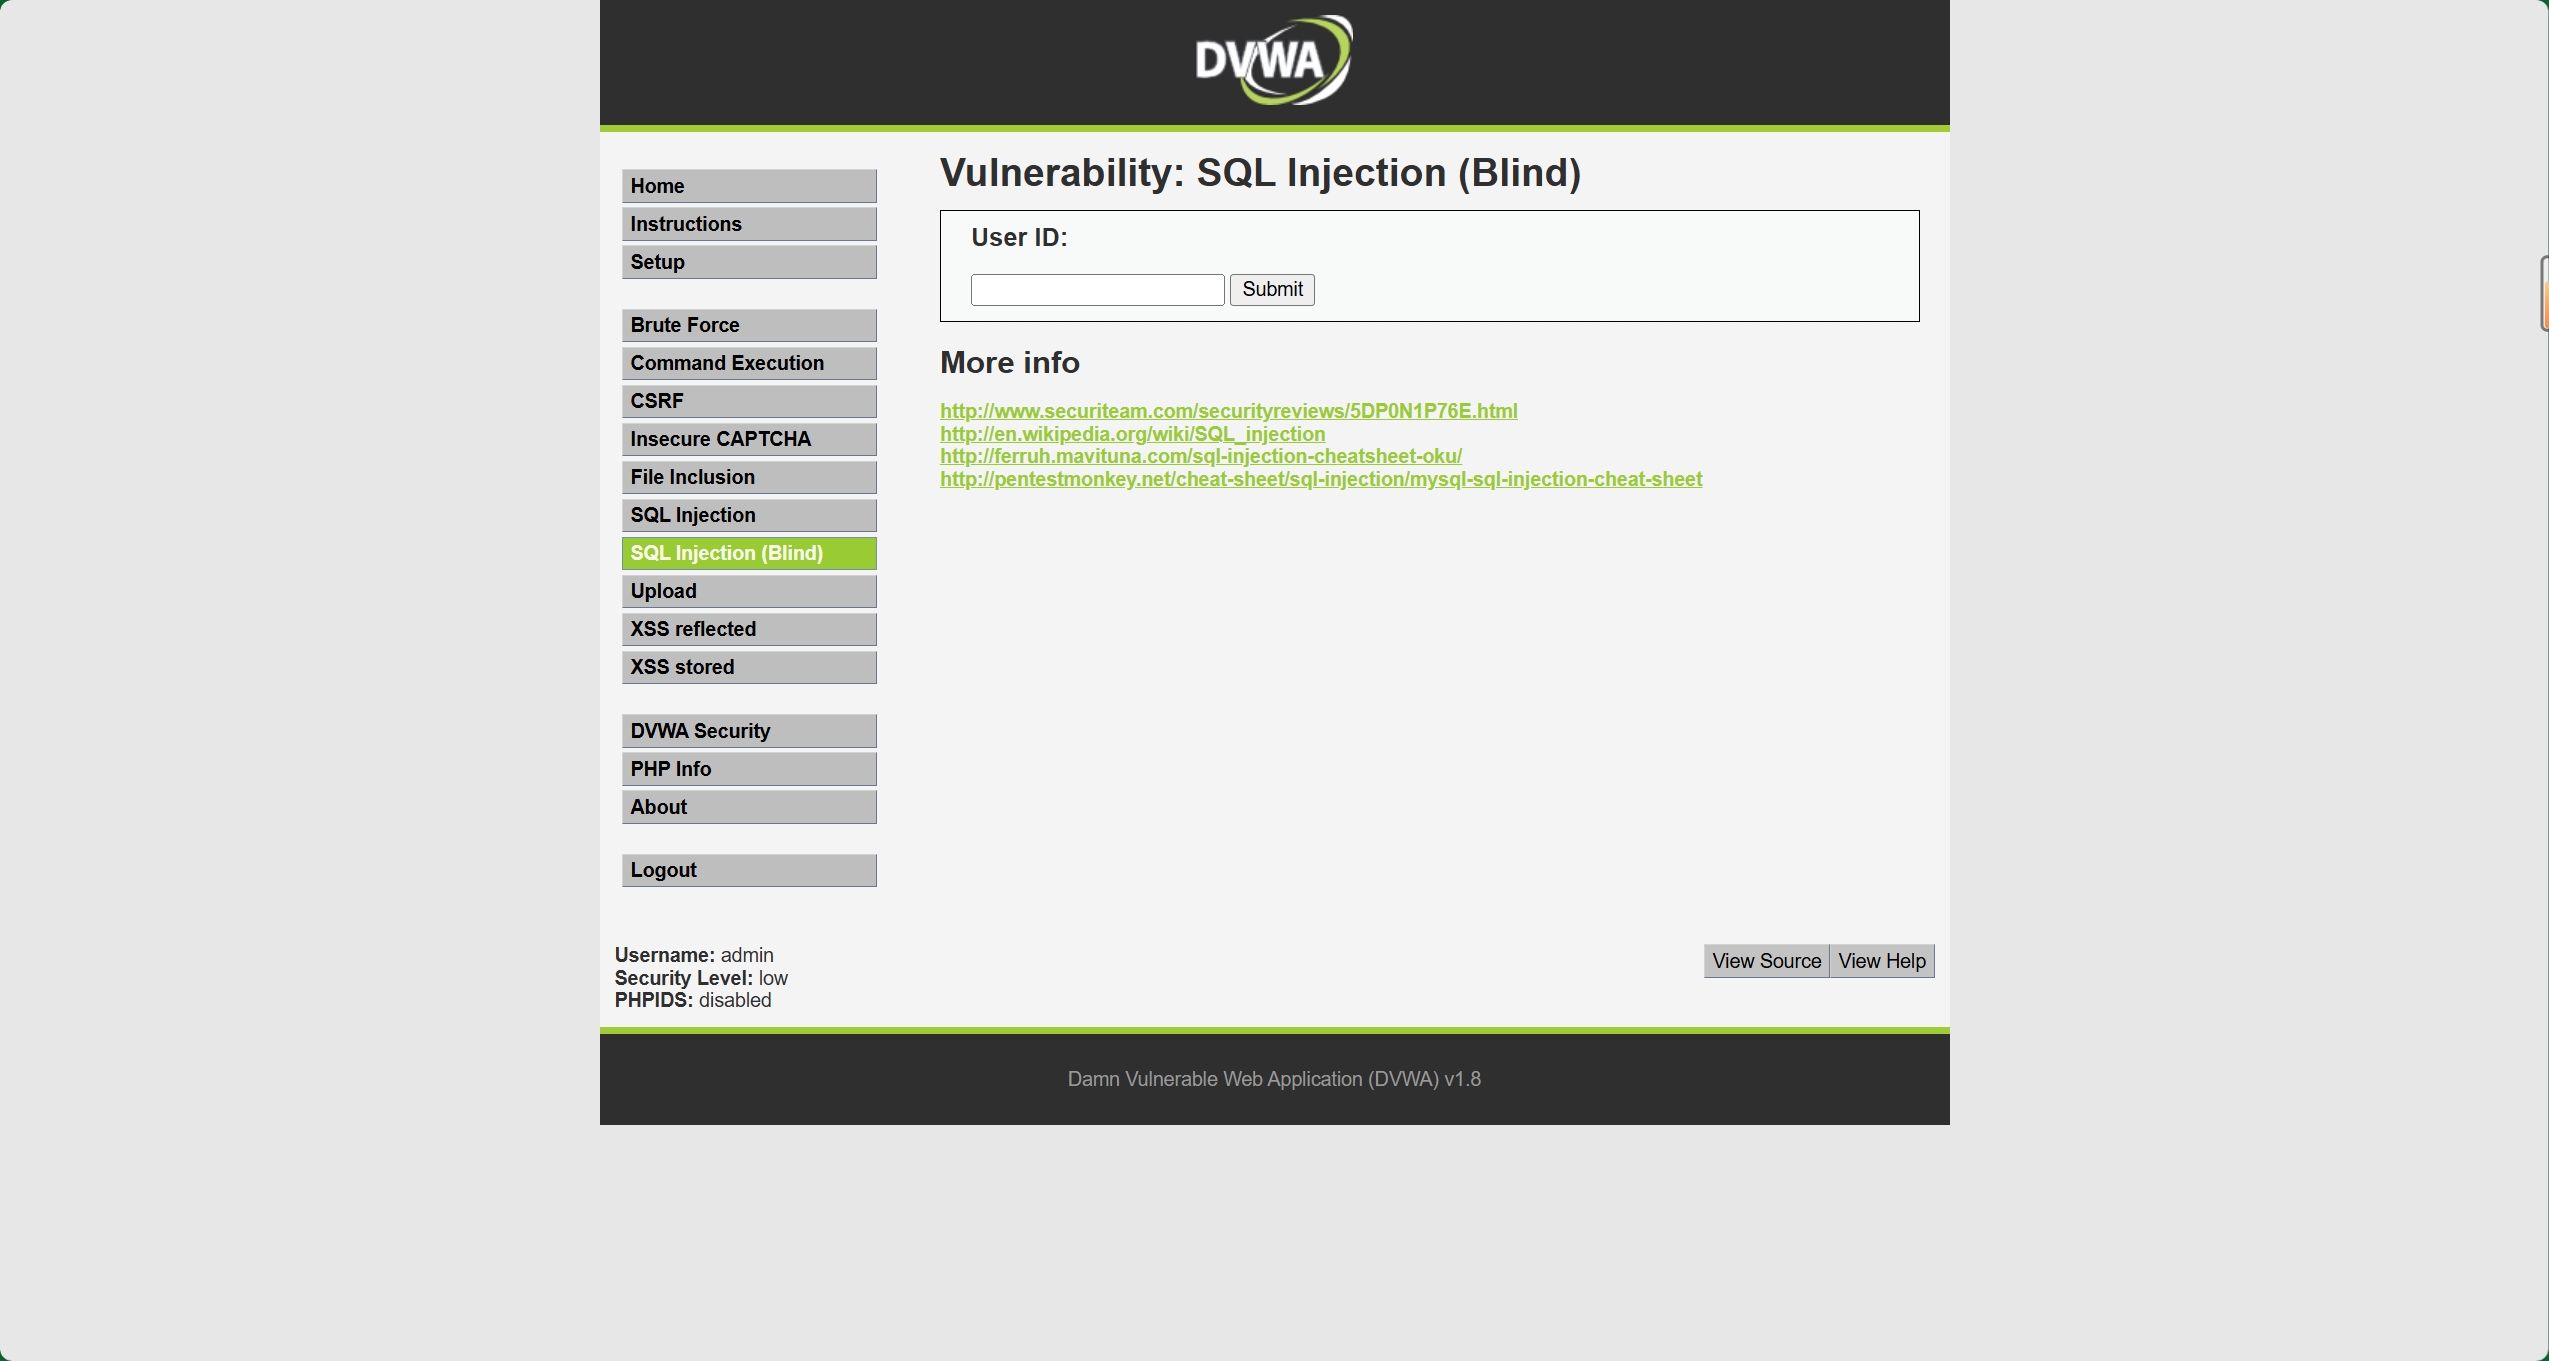 DVWA
Home
Instructions
Setup
Brute Force
Command Execution
CSRF
Insecure CAPTCHA
File Inclusion
SQL Injection
SQL Injection (Blind)
Upload
XSS reflected
XSS stored
DVWA Security
PHP Info
About
Logout
Vulnerability: SQL Injection (Blind)
User ID:
Submit
More info
http://www.securiteam.com/securityreviews/5DP0N1P76E.html
http://en.wikipedia.org/wiki/SQL_injection
http://ferruh.mavituna.com/sql-injection-cheatsheet-oku/
http://pentestmonkey.net/cheat-sheet/sql-injection/mysql-sql-injection-cheat-sheet
Username: admin
Security Level: low
PHPIDS: disabled
View Source View Help
Damn Vulnerable Web Application (DVWA) v1.8